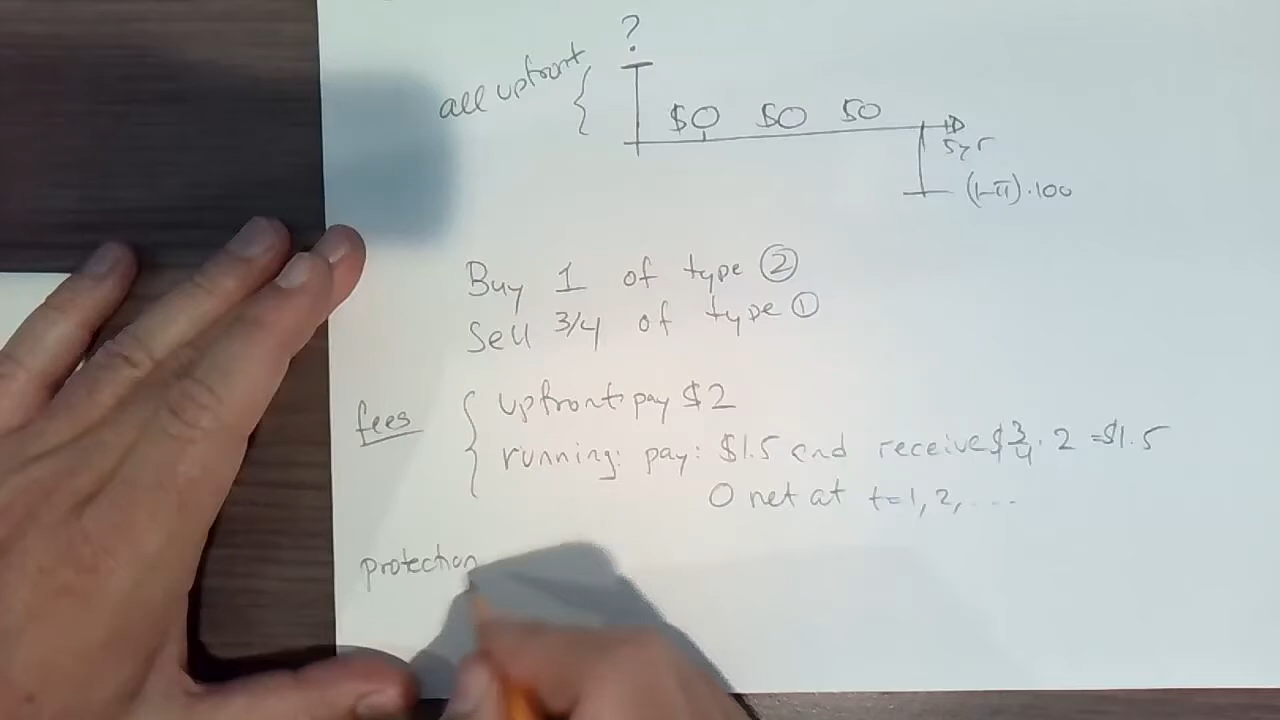 ?
all upfront
$0 $0 $0
5yr
(1-π).100
Buy 1 of type ②
Sell 3/4 of type ①
fees
upfront: pay $2
running: pay: $1.5 and receive $3/4 . 2 = $1.5
0 net at t=1, 2, ....
protection